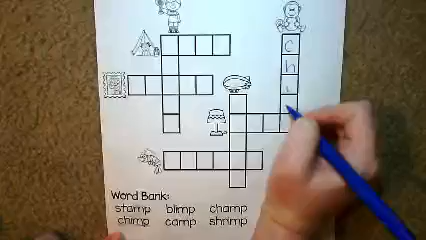 c
h
i
Word Bank:
stamp blimp champ
chimp camp shrimp